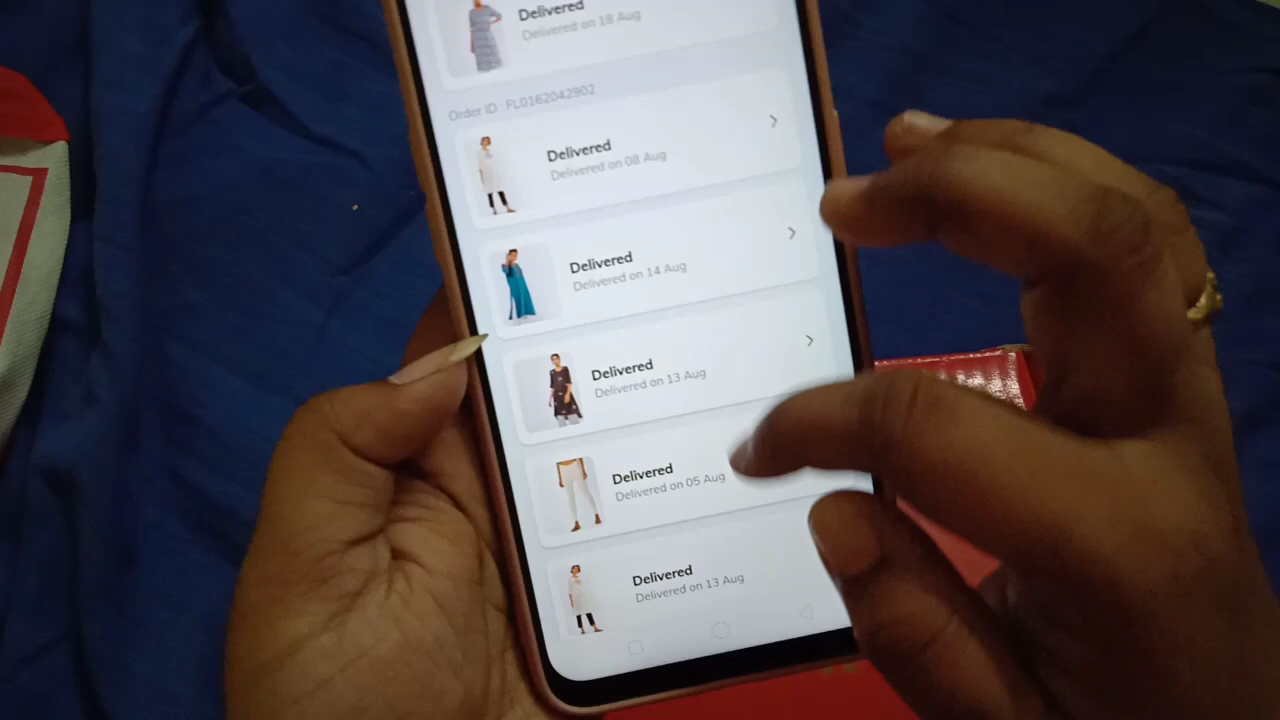 Delivered
Delivered on 18 Aug
Order ID FL0162042902
Delivered
Delivered on 08 Aug
Delivered
Delivered on 14 Aug
Delivered
Delivered on 13 Aug
Delivered
Delivered on 05 Aug
Delivered
Delivered on 13 Aug